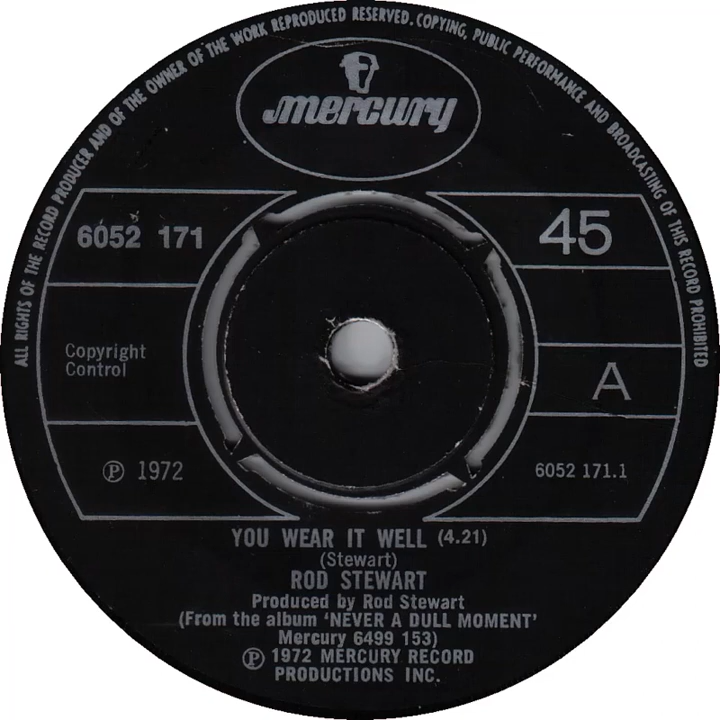 ALL RIGHTS OF THE RECORD PRODUCER AND OF THE OWNER OF THE WORK REPRODUCED RESERVED. COPYING, PUBLIC PERFORMANCE AND BROADCASTING OF THIS RECORD PROHIBITED
mercury
6052 171
45
Copyright
Control
A
℗ 1972
6052 171.1
YOU WEAR IT WELL (4.21)
(Stewart)
ROD STEWART
Produced by Rod Stewart
(From the album ‘NEVER A DULL MOMENT’
Mercury 6499 153)
℗ 1972 MERCURY RECORD
PRODUCTIONS INC.